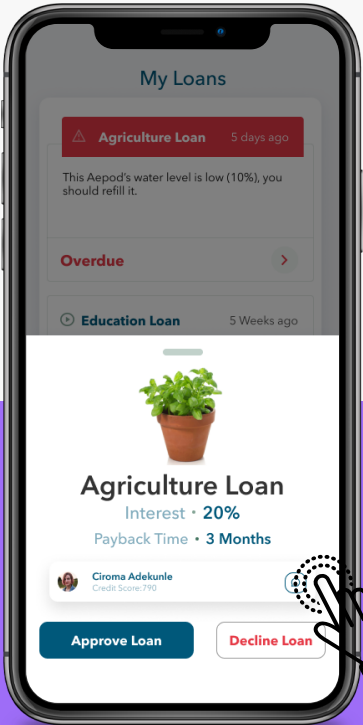 My Loans
Agriculture Loan 5 days ago
This Aepod's water level is low (10%), you
should refill it.
Overdue
Education Loan 5 Weeks ago
Agriculture Loan
Interest • 20%
Payback Time • 3 Months
Ciroma Adekunle
Credit Score:790
Approve Loan Decline Loan